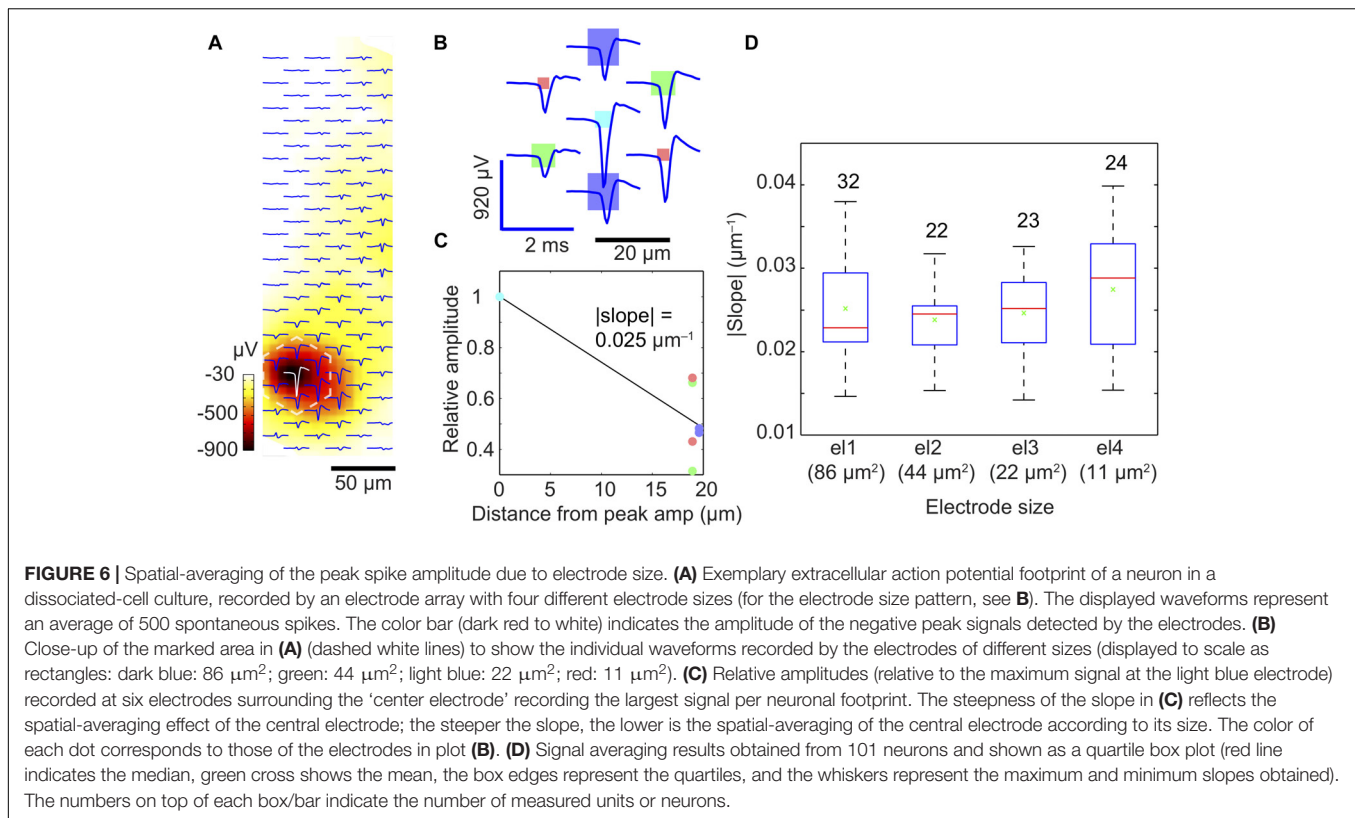 A
µV
-30
-500
-900
50 µm
B
920 µV
2 ms
20 µm
C
Relative amplitude
1
0.8
0.6
0.4
|slope| =
0.025 µm⁻¹
0
5
10
15
20
Distance from peak amp (µm)
D
|Slope| (µm⁻¹)
0.04
0.03
0.02
0.01
32
22
23
24
el1
(86 µm²)
el2
(44 µm²)
el3
(22 µm²)
el4
(11 µm²)
Electrode size
FIGURE 6 | Spatial-averaging of the peak spike amplitude due to electrode size. (A) Exemplary extracellular action potential footprint of a neuron in a
dissociated-cell culture, recorded by an electrode array with four different electrode sizes (for the electrode size pattern, see B). The displayed waveforms represent
an average of 500 spontaneous spikes. The color bar (dark red to white) indicates the amplitude of the negative peak signals detected by the electrodes. (B)
Close-up of the marked area in (A) (dashed white lines) to show the individual waveforms recorded by the electrodes of different sizes (displayed to scale as
rectangles: dark blue: 86 µm²; green: 44 µm²; light blue: 22 µm²; red: 11 µm²). (C) Relative amplitudes (relative to the maximum signal at the light blue electrode)
recorded at six electrodes surrounding the ‘center electrode’ recording the largest signal per neuronal footprint. The steepness of the slope in (C) reflects the
spatial-averaging effect of the central electrode; the steeper the slope, the lower is the spatial-averaging of the central electrode according to its size. The color of
each dot corresponds to those of the electrodes in plot (B). (D) Signal averaging results obtained from 101 neurons and shown as a quartile box plot (red line
indicates the median, green cross shows the mean, the box edges represent the quartiles, and the whiskers represent the maximum and minimum slopes obtained).
The numbers on top of each box/bar indicate the number of measured units or neurons.